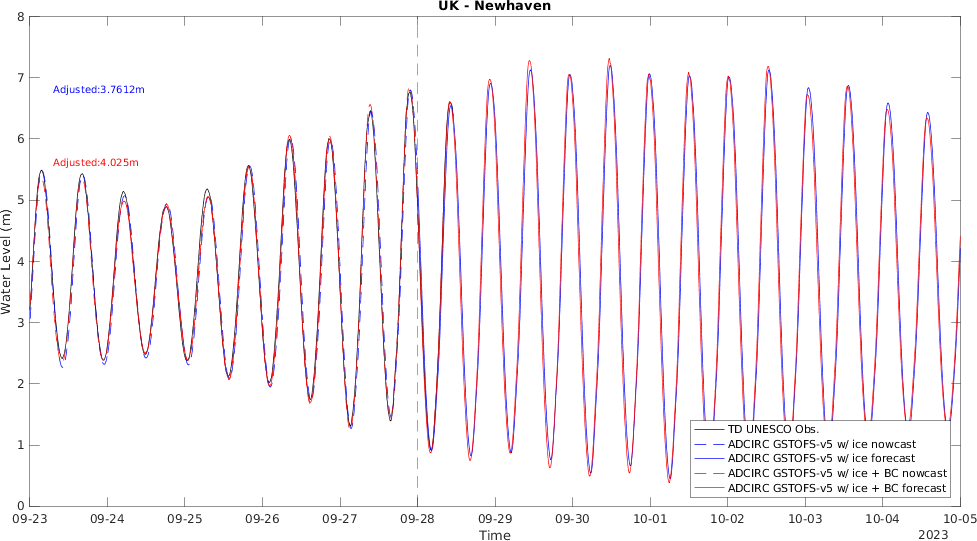 UK - Newhaven
8
7
6
5
4
3
2
1
0
Water Level (m)
Adjusted:3.7612m
Adjusted:4.025m
TD UNESCO Obs.
ADCIRC GSTOFS-v5 w/ ice nowcast
ADCIRC GSTOFS-v5 w/ ice forecast
ADCIRC GSTOFS-v5 w/ ice + BC nowcast
ADCIRC GSTOFS-v5 w/ ice + BC forecast
09-23 09-24 09-25 09-26 09-27 09-28 09-29 09-30 10-01 10-02 10-03 10-04 10-05
Time
2023